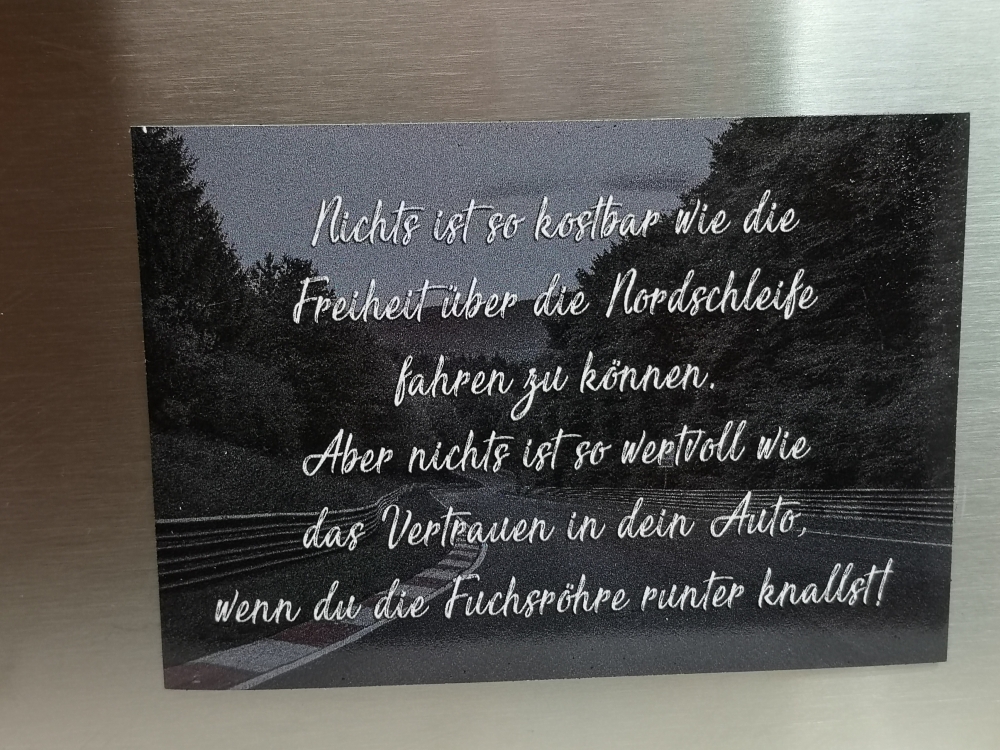 Nichts ist so kostbar wie die
Freiheit über die Nordschleife
fahren zu können.
Aber nichts ist so wertvoll wie
das Vertrauen in dein Auto,
wenn du die Fuchsröhre runter knallst!